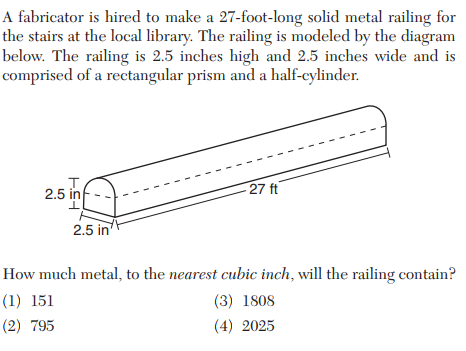 A fabricator is hired to make a 27-foot-long solid metal railing for
the stairs at the local library. The railing is modeled by the diagram
below. The railing is 2.5 inches high and 2.5 inches wide and is
comprised of a rectangular prism and a half-cylinder.
2.5 in
27 ft
2.5 in
How much metal, to the nearest cubic inch, will the railing contain?
(1) 151
(3) 1808
(2) 795
(4) 2025